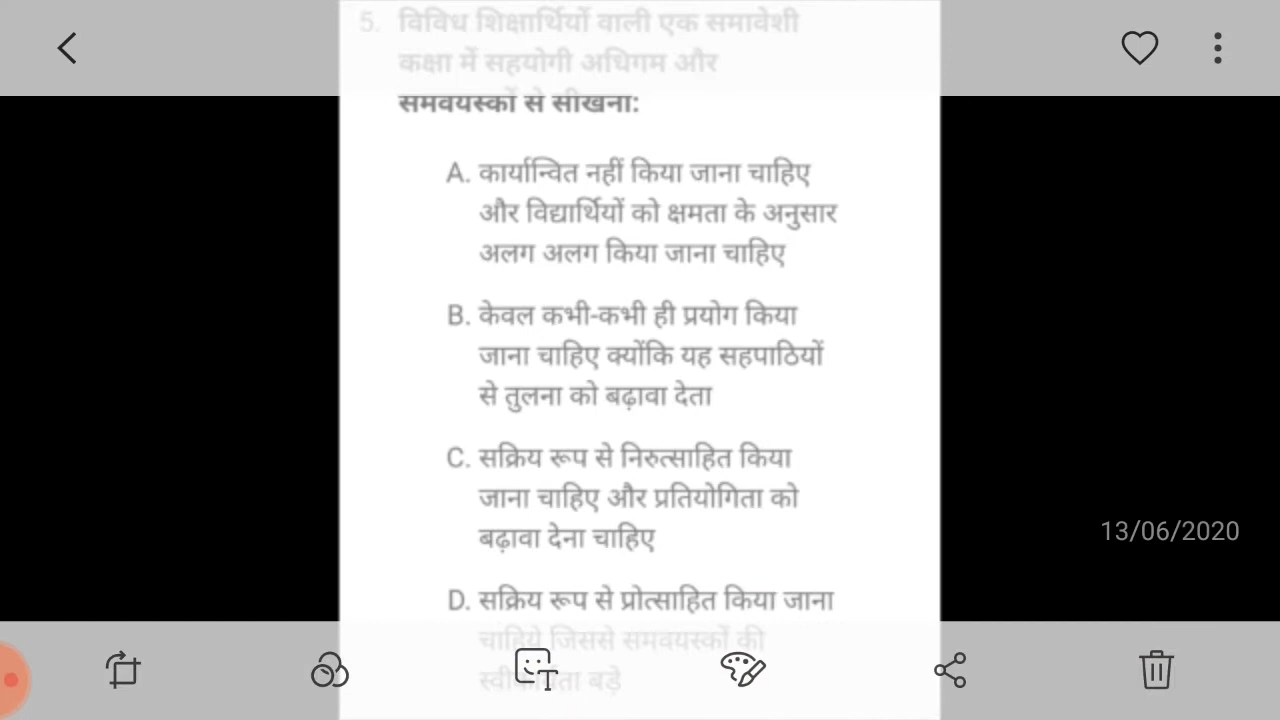 5. विविध शिक्षार्थियों वाली एक समावेशी
कक्षा में सहयोगी अधिगम और
समवयस्कों से सीखना:
A. कार्यान्वित नहीं किया जाना चाहिए
और विद्यार्थियों को क्षमता के अनुसार
अलग अलग किया जाना चाहिए
B. केवल कभी-कभी ही प्रयोग किया
जाना चाहिए क्योंकि यह सहपाठियों
से तुलना को बढ़ावा देता
C. सक्रिय रूप से निरुत्साहित किया
जाना चाहिए और प्रतियोगिता को
बढ़ावा देना चाहिए
13/06/2020
D. सक्रिय रूप से प्रोत्साहित किया जाना
चाहिये जिससे समवयस्कों की
बड़े
T